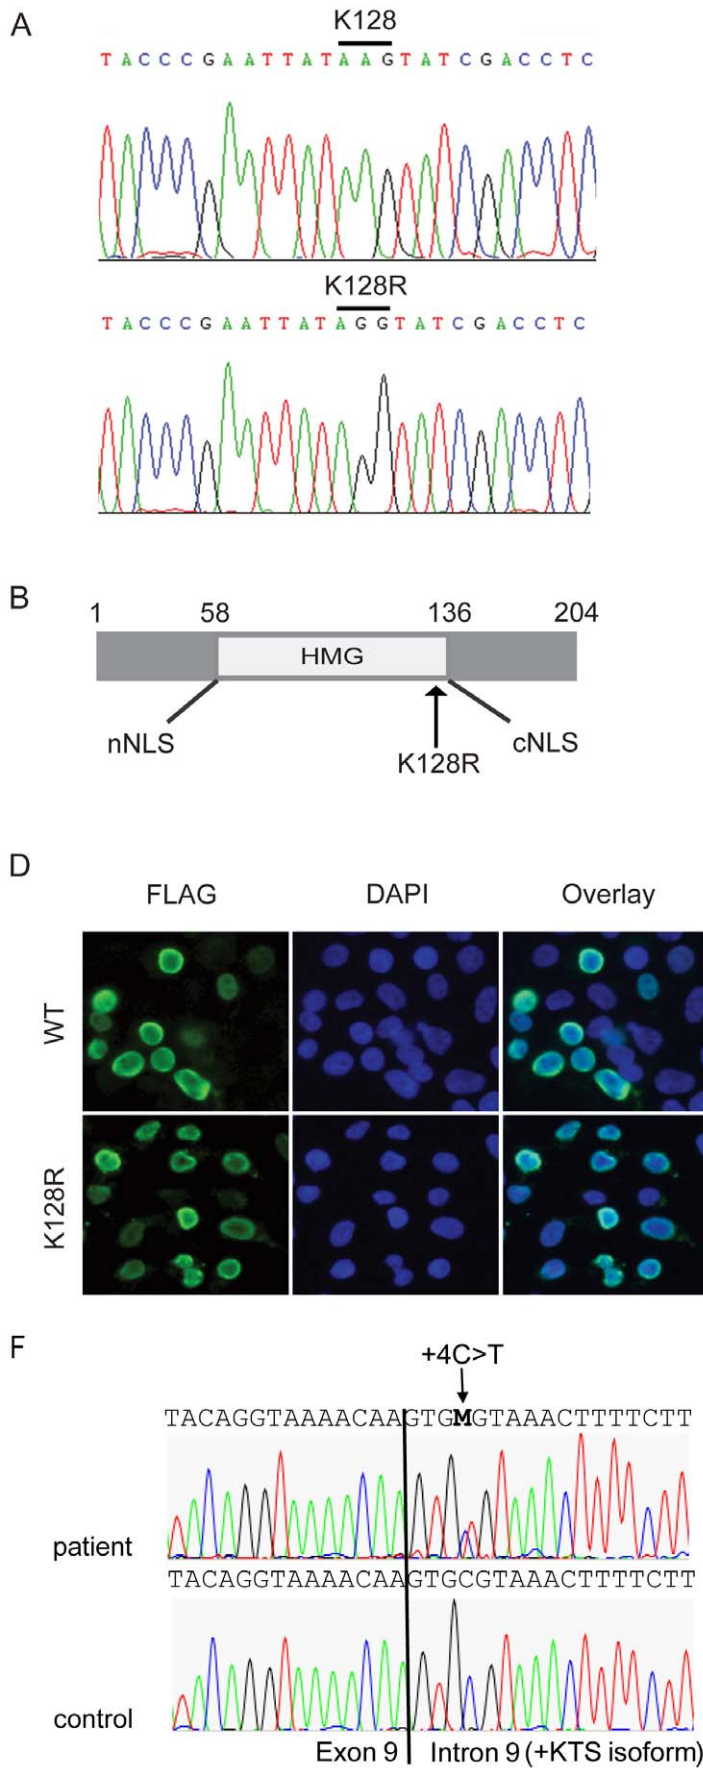 A
K128
TACCCGAATTATAAGTATCGACCTC
K128R
TACCCGAATTATAGGTATCGACCTC
B
1 58 136 204
HMG
nNLS
cNLS
K128R
D
FLAG DAPI Overlay
WT
K128R
F
+4C>T
TACAGGTAAAACAAGTGMGTAAACTTTTCTT
patient
TACAGGTAAAACAAGTGCGTAAACTTTTCTT
control
Exon 9 Intron 9 (+KTS isoform)